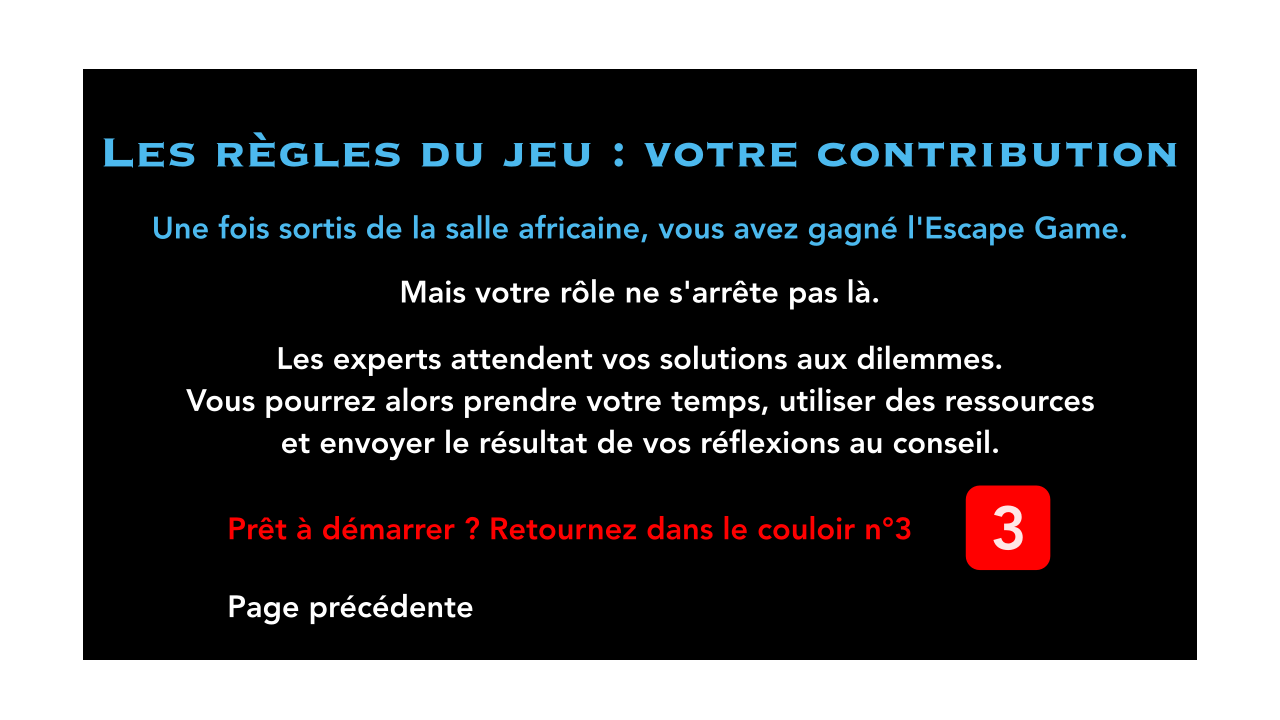 Les règles du jeu : votre contribution
Une fois sortis de la salle africaine, vous avez gagné l'Escape Game.
Mais votre rôle ne s'arrête pas là.
Les experts attendent vos solutions aux dilemmes.
Vous pourrez alors prendre votre temps, utiliser des ressources
et envoyer le résultat de vos réflexions au conseil.
Prêt à démarrer ? Retournez dans le couloir n°3
3
Page précédente